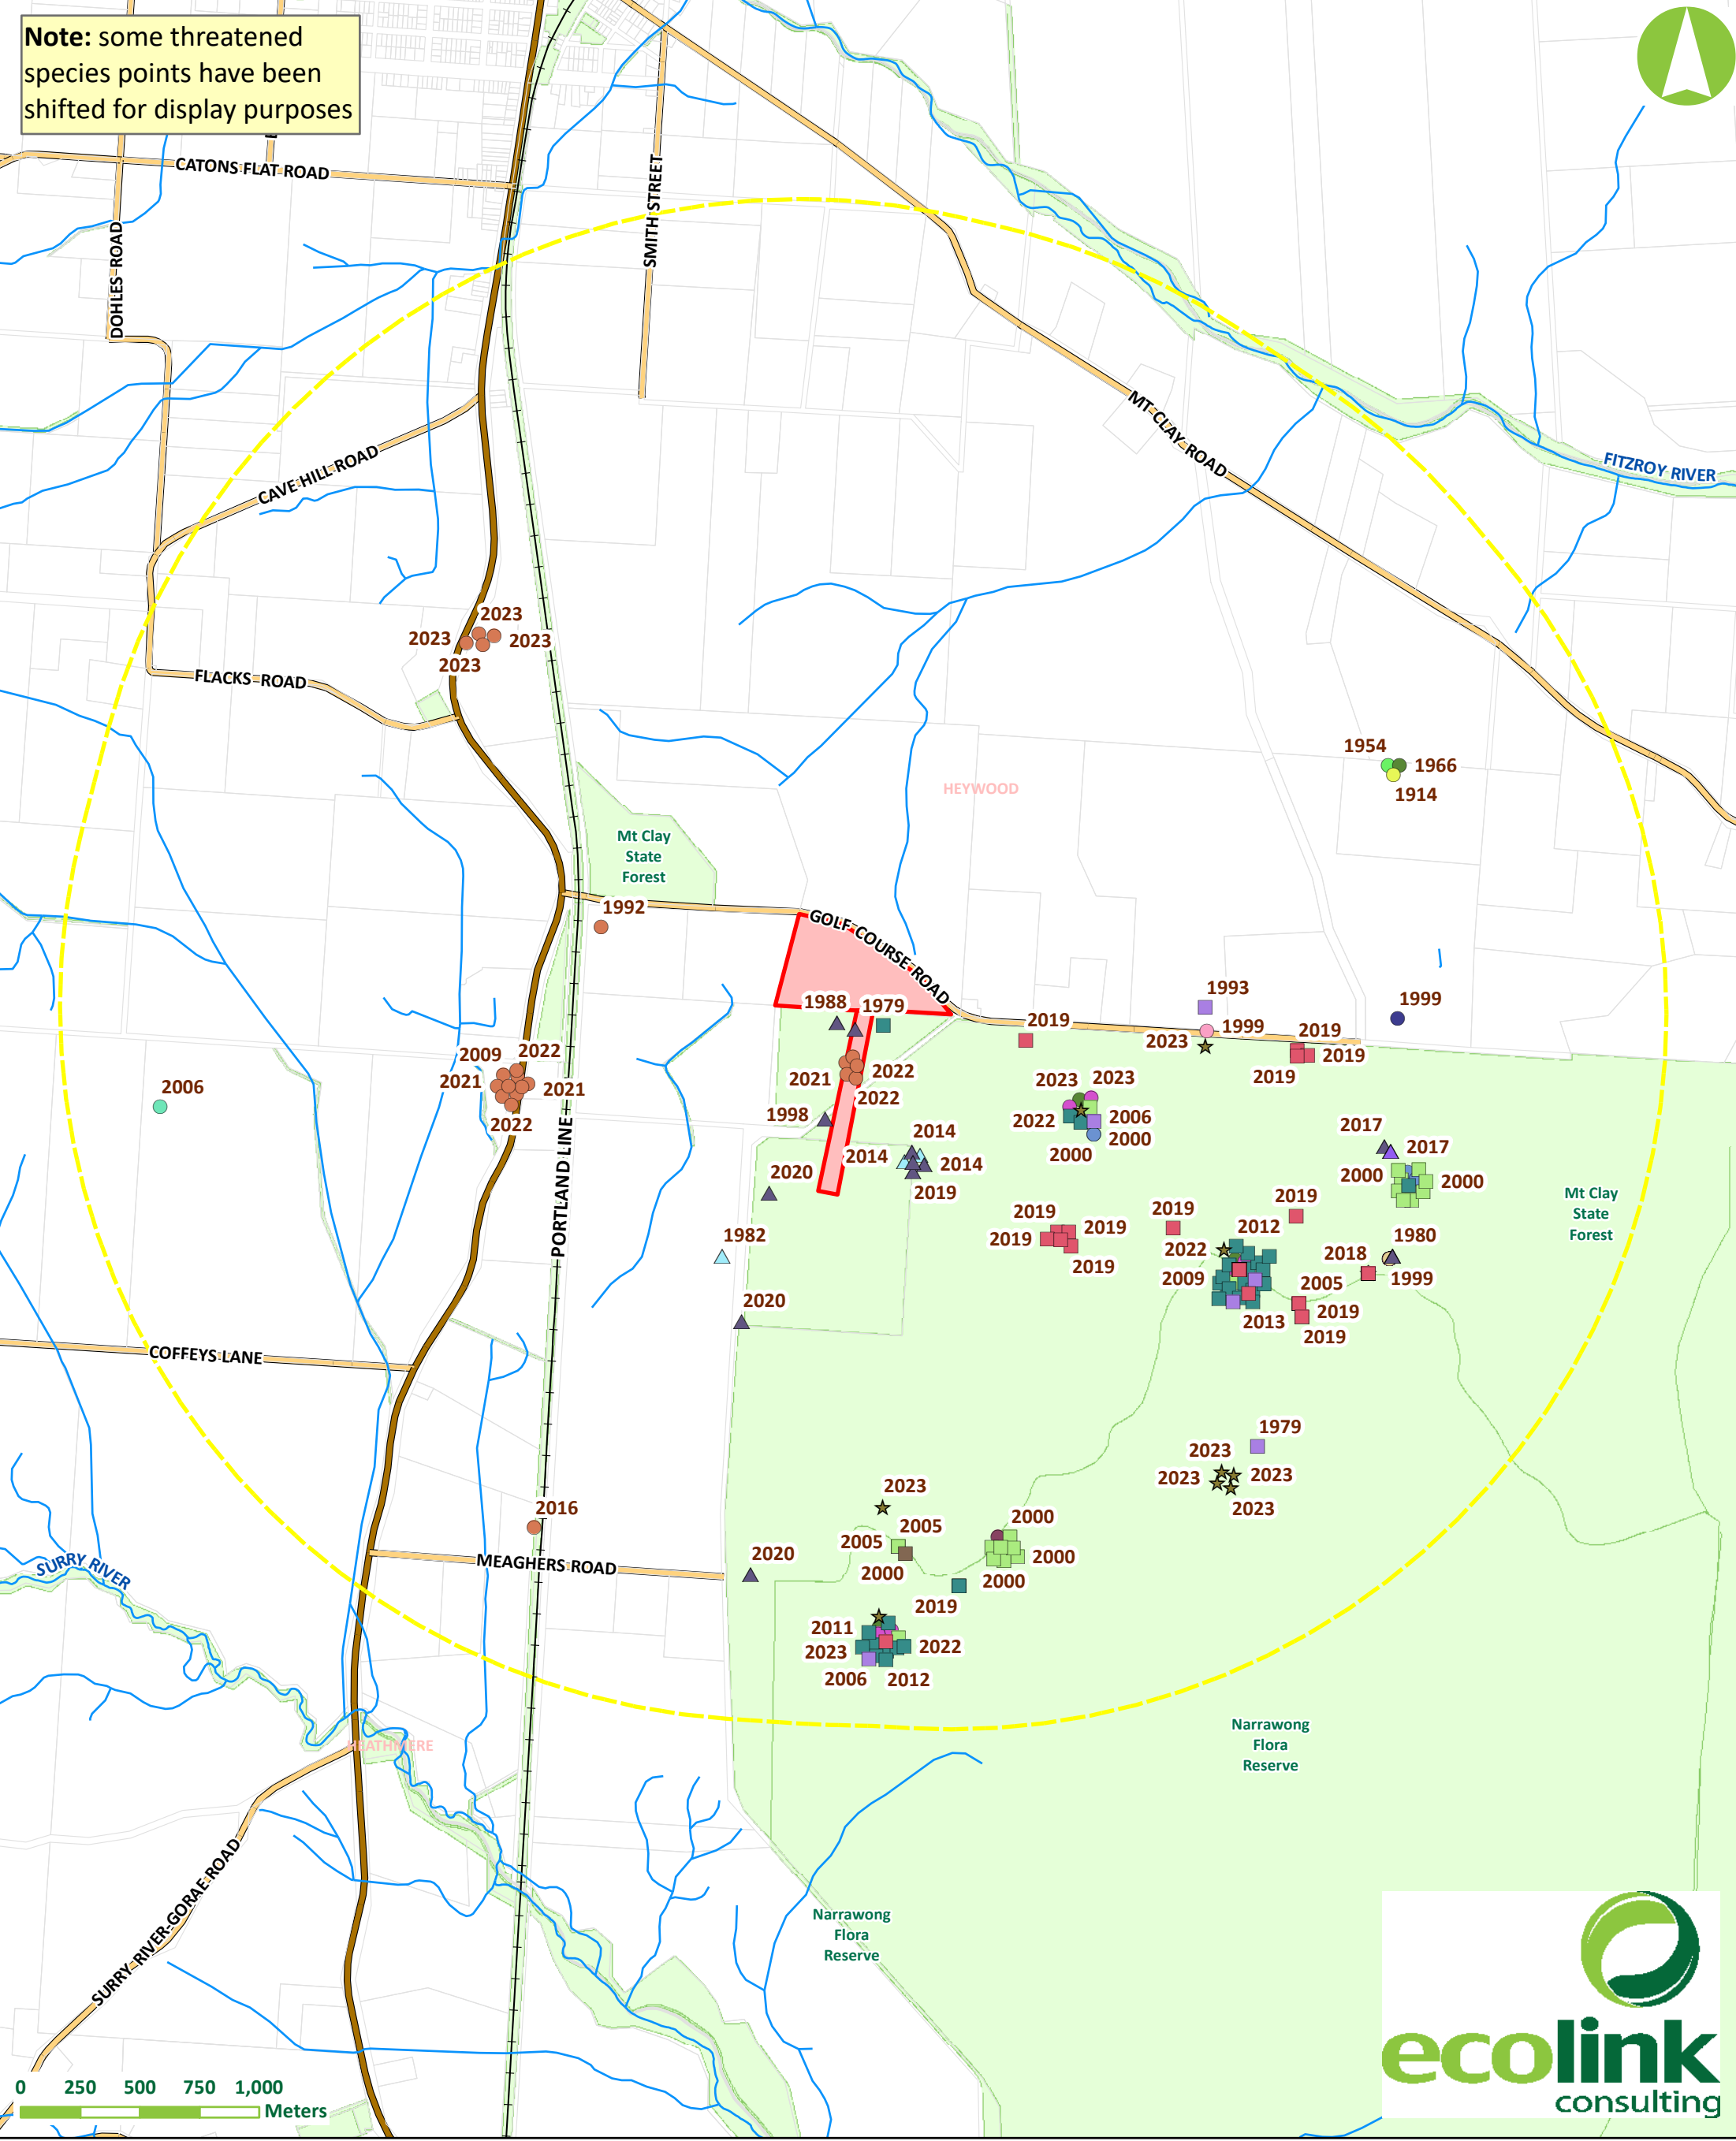 Note: some threatened
species points have been
shifted for display purposes
CATONS FLAT ROAD
SMITH STREET
DOHLES ROAD
MT CLAY ROAD
CAVE HILL ROAD
FITZROY RIVER
2023
2023
2023
2023
FLACKS ROAD
1954
1966
1914
HEYWOOD
Mt Clay
State
Forest
1992
GOLF COURSE ROAD
1988
1979
1993
1999
2019
1999
2023
2019
2019
2019
2009
2022
2021
2021
2022
2006
2021
2022
2022
1998
2023
2023
2022
2006
2000
2000
2014
2014
2014
2019
2020
2017
2017
2000
2000
PORTLAND LINE
Mt Clay
State
Forest
1982
2019
2019
2019
2019
2019
2019
2012
2022
2009
2013
2018
1980
1999
2005
2019
2019
2020
COFFEYS LANE
1979
2023
2023
2023
2023
2023
2016
2005
2005
2000
2000
2000
2000
2020
MEAGHERS ROAD
SURRY RIVER
2019
2011
2023
2022
2006
2012
HEATHMERE
Narrawong
Flora
Reserve
Narrawong
Flora
Reserve
SURRY RIVER-GORAE ROAD
0 250 500 750 1,000
Meters
ecolink
consulting